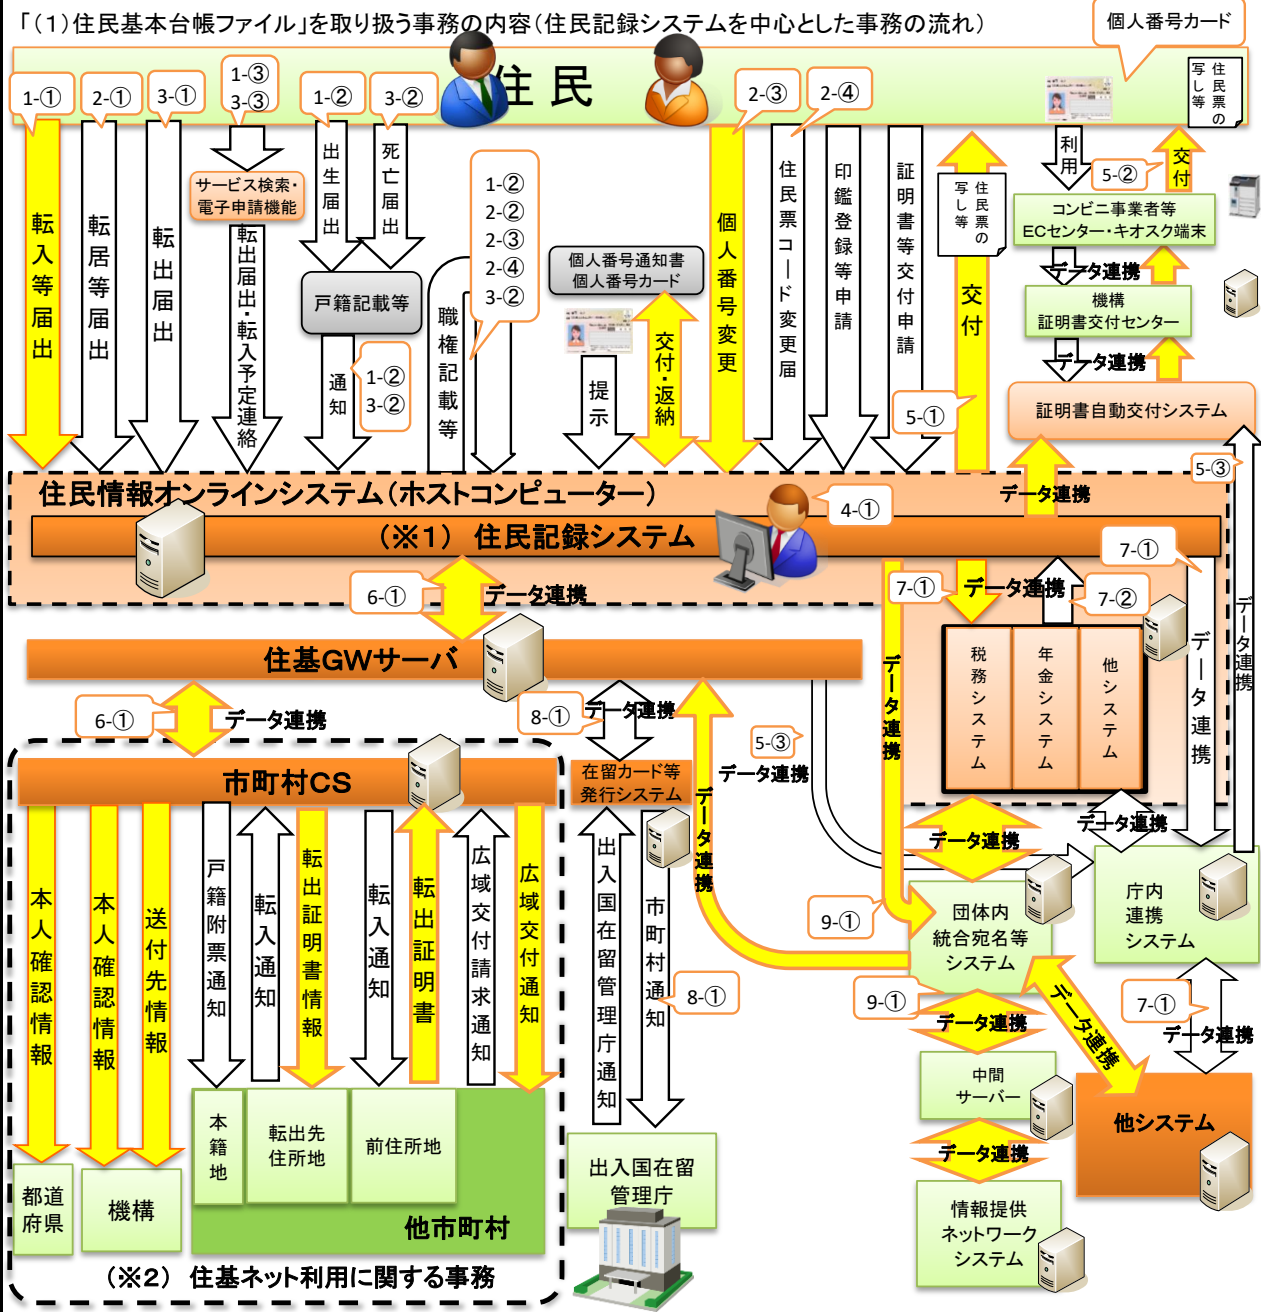 「（１）住民基本台帳ファイル」を取り扱う事務の内容（住民記録システムを中心とした事務の流れ）
個人番号カード
住民
1-①
2-①
3-①
1-③
3-③
1-②
3-②
2-③
2-④
住民票の
写し等
転入等届出
転居等届出
転出届出
サービス検索・
電子申請機能
転出届出・転入予定連絡
出生届出
死亡届出
戸籍記載等
通知
1-②
3-②
職権記載等
1-②
2-②
2-③
2-④
3-②
個人番号通知書
個人番号カード
提示
交付・返納
個人番号変更
住民票コード変更届
印鑑登録等申請
証明書等交付申請
住民票の
写し等
交付
5-①
利用
5-②
交付
コンビニ事業者等
ECセンター・キオスク端末
データ連携
機構
証明書交付センター
データ連携
証明書自動交付システム
5-③
データ連携
住民情報オンラインシステム（ホストコンピューター）
データ連携
4-①
（※１） 住民記録システム
6-①
データ連携
7-①
データ連携
7-②
7-①
データ連携
税務システム
年金システム
他システム
住基GWサーバ
データ連携
6-①
データ連携
8-①
データ連携
5-③
データ連携
データ連携
市町村CS
在留カード等
発行システム
データ連携
データ連携
本人確認情報
本人確認情報
送付先情報
戸籍附票通知
転入通知
転出証明書情報
転入通知
転出証明書
広域交付請求通知
広域交付通知
出入国在留管理庁通知
市町村通知
8-①
9-①
団体内
統合宛名等
システム
庁内
連携
システム
9-①
データ連携
データ連携
7-①
データ連携
中間
サーバー
他システム
データ連携
情報提供
ネットワーク
システム
都道
府県
機構
本籍地
転出先
住所地
前住所地
他市町村
出入国在留
管理庁
（※２） 住基ネット利用に関する事務